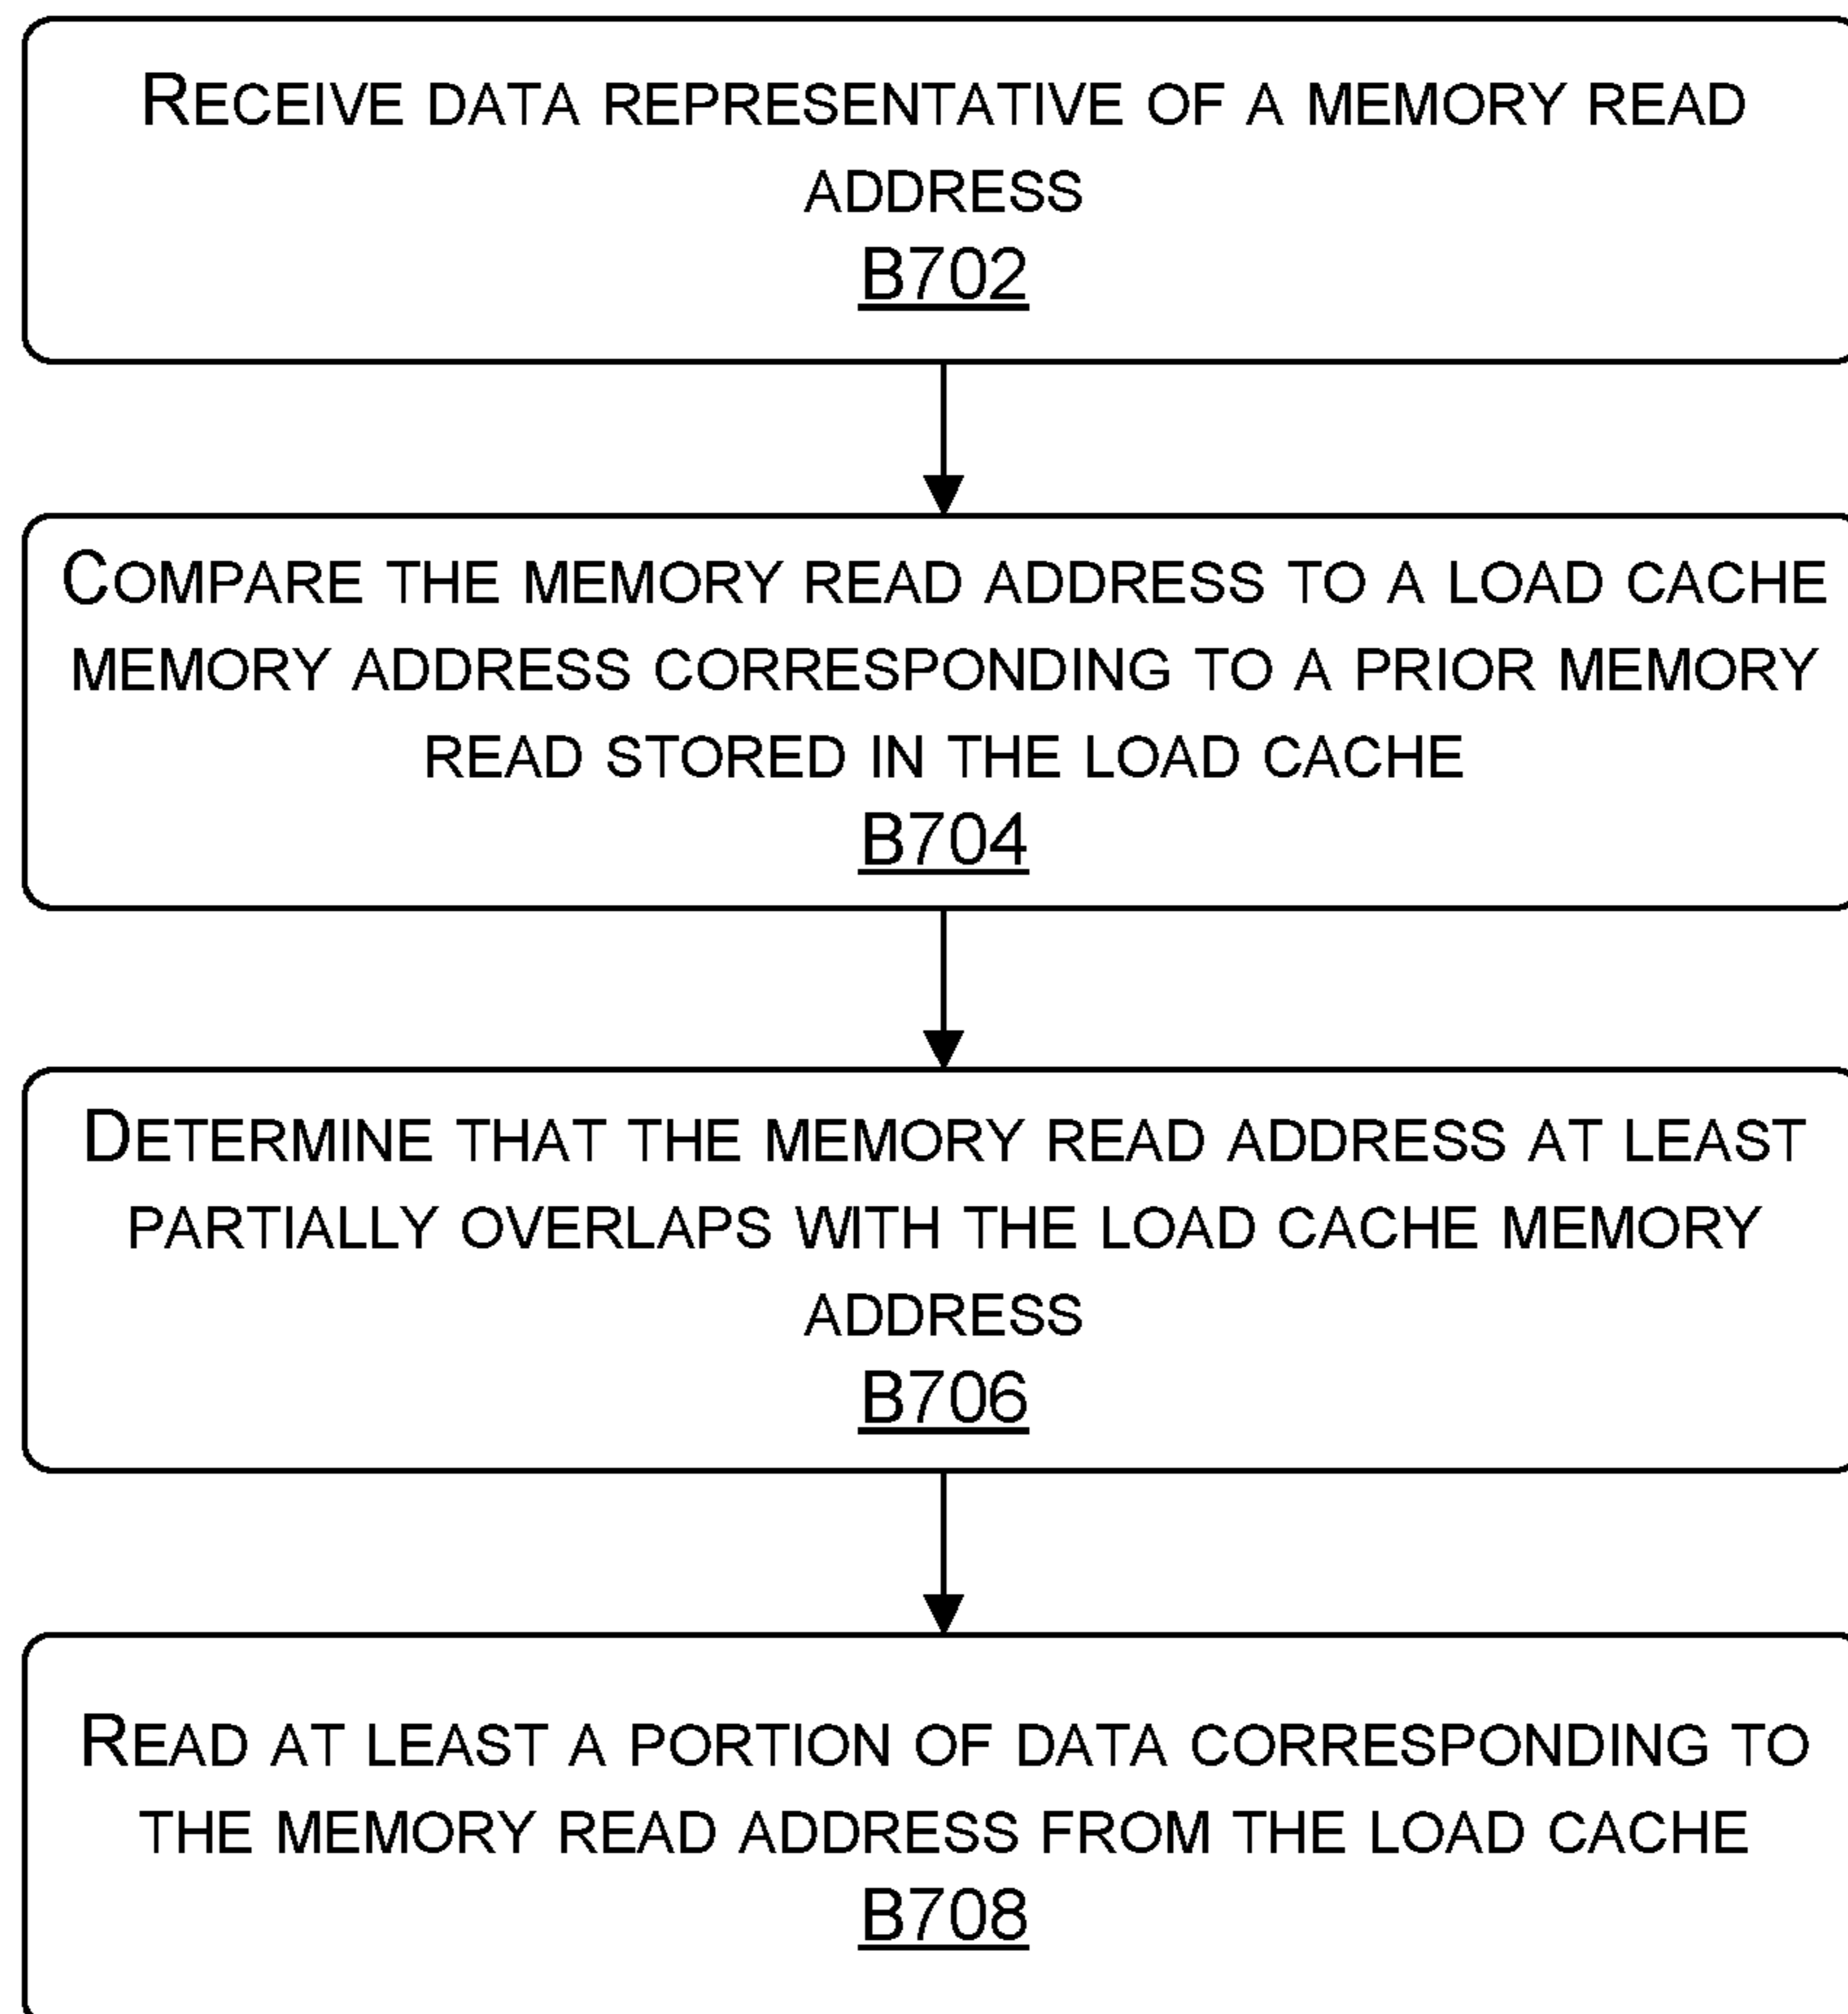 RECEIVE DATA REPRESENTATIVE OF A MEMORY READ
ADDRESS
B702
COMPARE THE MEMORY READ ADDRESS TO A LOAD CACHE
MEMORY ADDRESS CORRESPONDING TO A PRIOR MEMORY
READ STORED IN THE LOAD CACHE
B704
DETERMINE THAT THE MEMORY READ ADDRESS AT LEAST
PARTIALLY OVERLAPS WITH THE LOAD CACHE MEMORY
ADDRESS
B706
READ AT LEAST A PORTION OF DATA CORRESPONDING TO
THE MEMORY READ ADDRESS FROM THE LOAD CACHE
B708